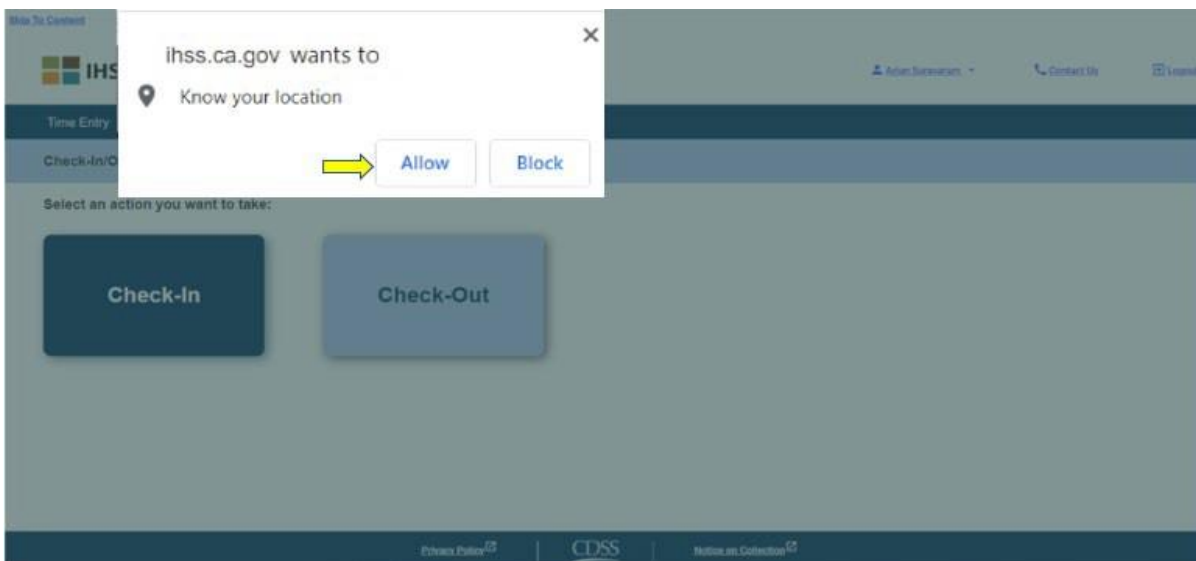 Skip To Content
ihss.ca.gov wants to
Know your location
Allow
Block
IHS
Contact Us
Time Entry
Check-In/O
Select an action you want to take:
Check-In
Check-Out
Privacy Policy
CDSS
Notice on Collection